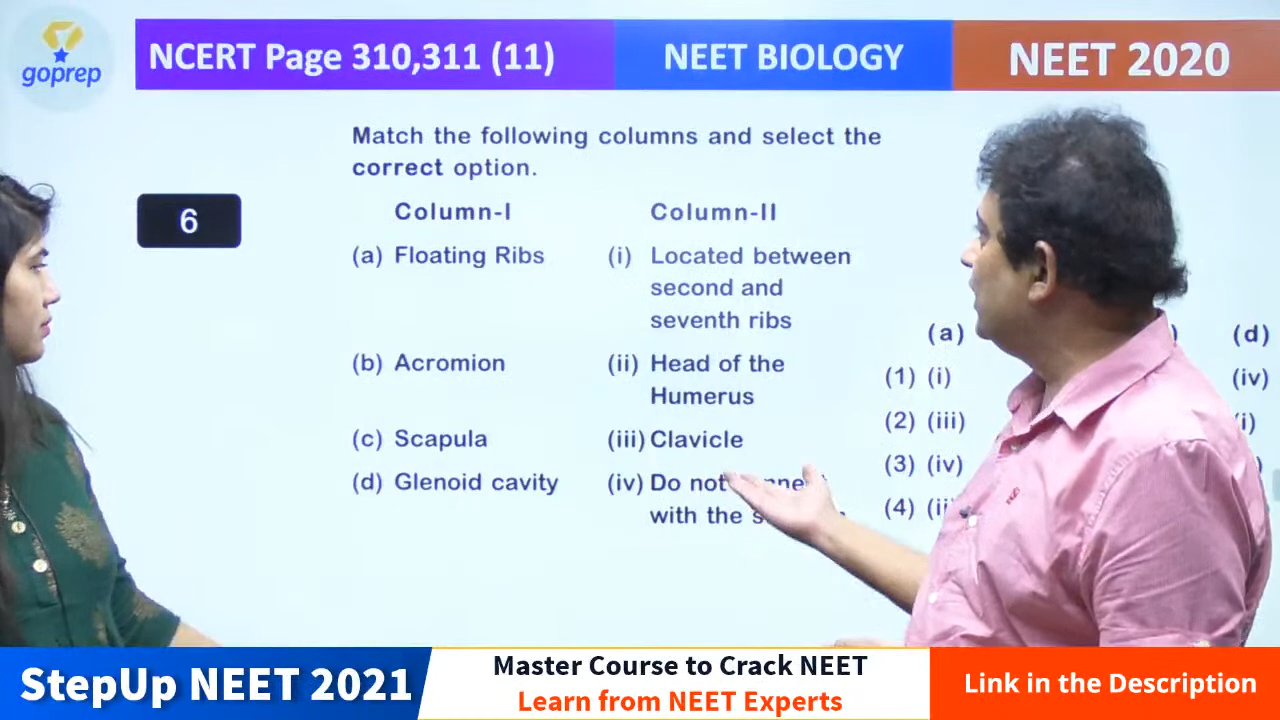 goprep
NCERT Page 310,311 (11)
NEET BIOLOGY
NEET 2020
6
Match the following columns and select the
correct option.
Column-I Column-II
(a) Floating Ribs (i) Located between
second and
seventh ribs
(b) Acromion (ii) Head of the
Humerus
(c) Scapula (iii) Clavicle
(d) Glenoid cavity (iv) Do not
with the
(a) (d)
(1) (i) (iv)
(2) (iii) (i)
(3) (iv)
(4)
StepUp NEET 2021
Master Course to Crack NEET
Learn from NEET Experts
Link in the Description